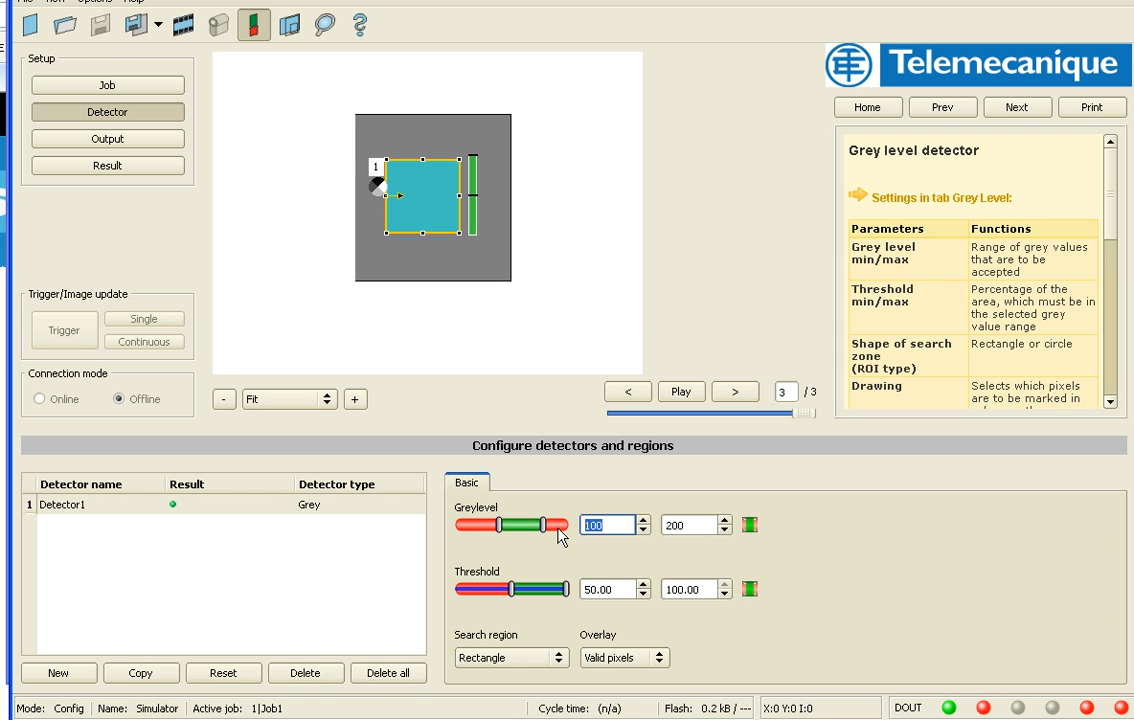 Setup
Job
Detector
Output
Result
Trigger/Image update
Trigger
Single
Continuous
Connection mode
Online
Offline
1
-
Fit
+
<
Play
>
3
/ 3
Telemecanique
Home
Prev
Next
Print
Grey level detector
Settings in tab Grey Level:
Parameters
Functions
Grey level
min/max
Range of grey values
that are to be
accepted
Threshold
min/max
Percentage of the
area, which must be in
the selected grey
value range
Shape of search
zone
(ROI type)
Rectangle or circle
Drawing
Selects which pixels
are to be marked in
Configure detectors and regions
Detector name
Result
Detector type
1
Detector1
Grey
New
Copy
Reset
Delete
Delete all
Basic
Greylevel
100
200
Threshold
50.00
100.00
Search region
Overlay
Rectangle
Valid pixels
Mode: Config
Name: Simulator
Active job: 1|Job1
Cycle time: (n/a)
Flash: 0.2 kB / ---
X:0 Y:0 I:0
DOUT